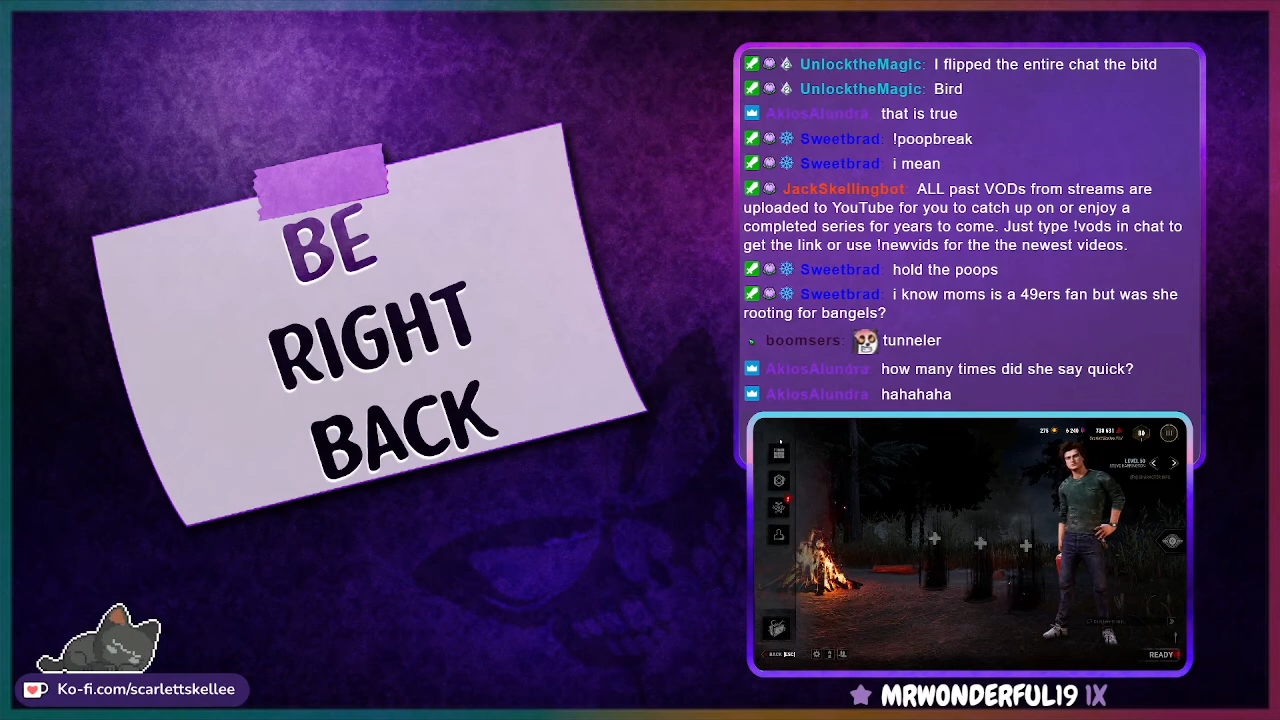 BE
RIGHT
BACK
UnlocktheMagIc: I flipped the entire chat the bitd
UnlocktheMagIc: Bird
AkiosAlundra: that is true
Sweetbrad: !poopbreak
Sweetbrad: i mean
JackSkellingbot: ALL past VODs from streams are
uploaded to YouTube for you to catch up on or enjoy a
completed series for years to come. Just type !vods in chat to
get the link or use !newvids for the the newest videos.
Sweetbrad: hold the poops
Sweetbrad: i know moms is a 49ers fan but was she
rooting for bangels?
boomsers: tunneler
AkiosAlundra: how many times did she say quick?
AkiosAlundra: hahahaha
LEVEL 50
BACK [ESC]
READY
Ko-fi.com/scarlettskellee
MRWONDERFUL19 1X